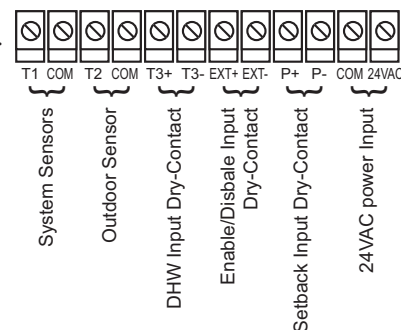 T1 COM T2 COM T3+ T3- EXT+ EXT- P+ P- COM 24VAC
System Sensors
Outdoor Sensor
DHW Input Dry-Contact
Enable/Disbale Input
Dry-Contact
Setback Input Dry-Contact
24VAC power Input